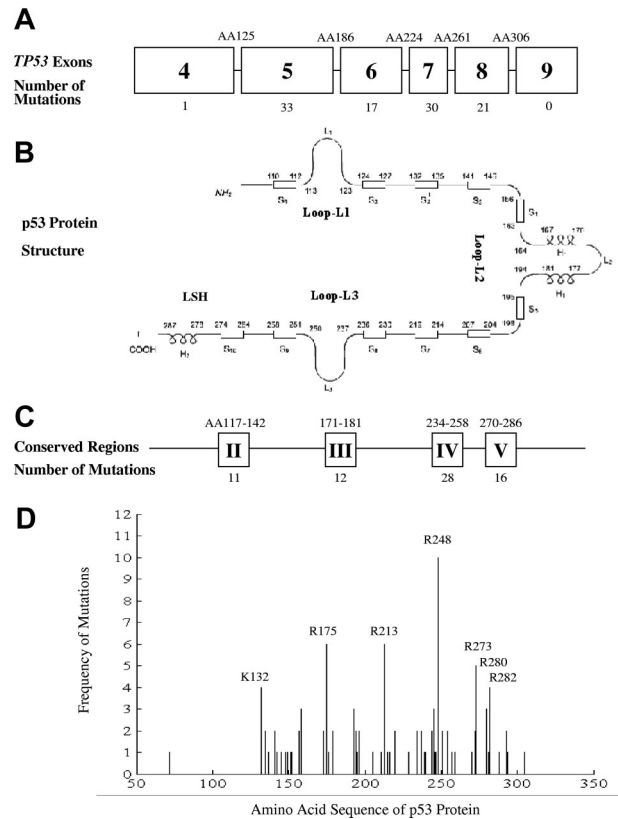 A
AA125 AA186 AA224 AA261 AA306
TP53 Exons
4 5 6 7 8 9
Number of
Mutations
1 33 17 30 21 0
B
p53 Protein
Structure
L1
110 112 124 127 132 135 141 146
NH2
S1 113 123 S2 S2' S3
Loop-L1
156
S4
163
167 176
164
L2
Loop-L2
194 181 177
H1
195
S5
198
LSH
Loop-L3
287 278 274 264 258 251 250 237 236 230 219 214 207 204
COOH H2 S10 S9 S8 S7 S6
L3
C
AA117-142 171-181 234-258 270-286
Conserved Regions
II III IV V
Number of Mutations
11 12 28 16
D
Frequency of Mutations
12
11
10
9
8
7
6
5
4
3
2
1
0
R248
R175
R213
R273
R280
K132
R282
50 100 150 200 250 300 350
Amino Acid Sequence of p53 Protein